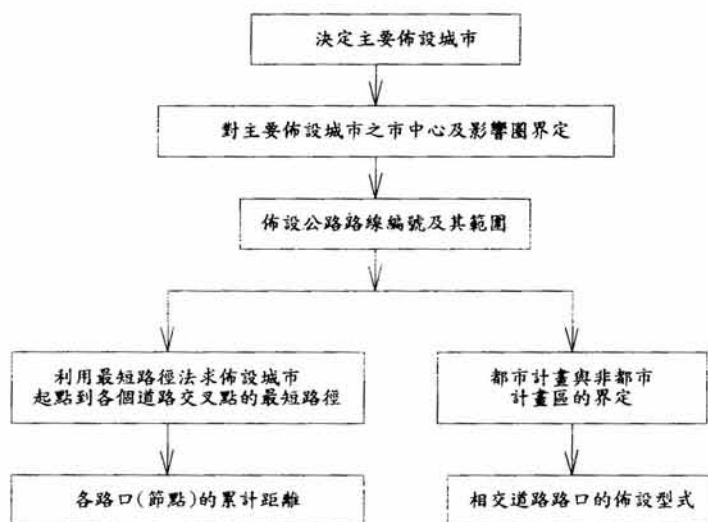 決定主要佈設城市
對主要佈設城市之市中心及影響圈界定
佈設公路路線編號及其範圍
利用最短路徑法求佈設城市
起點到各個道路交叉點的最短路徑
都市計畫與非都市
計畫區的界定
各路口(節點)的累計距離
相交道路路口的佈設型式